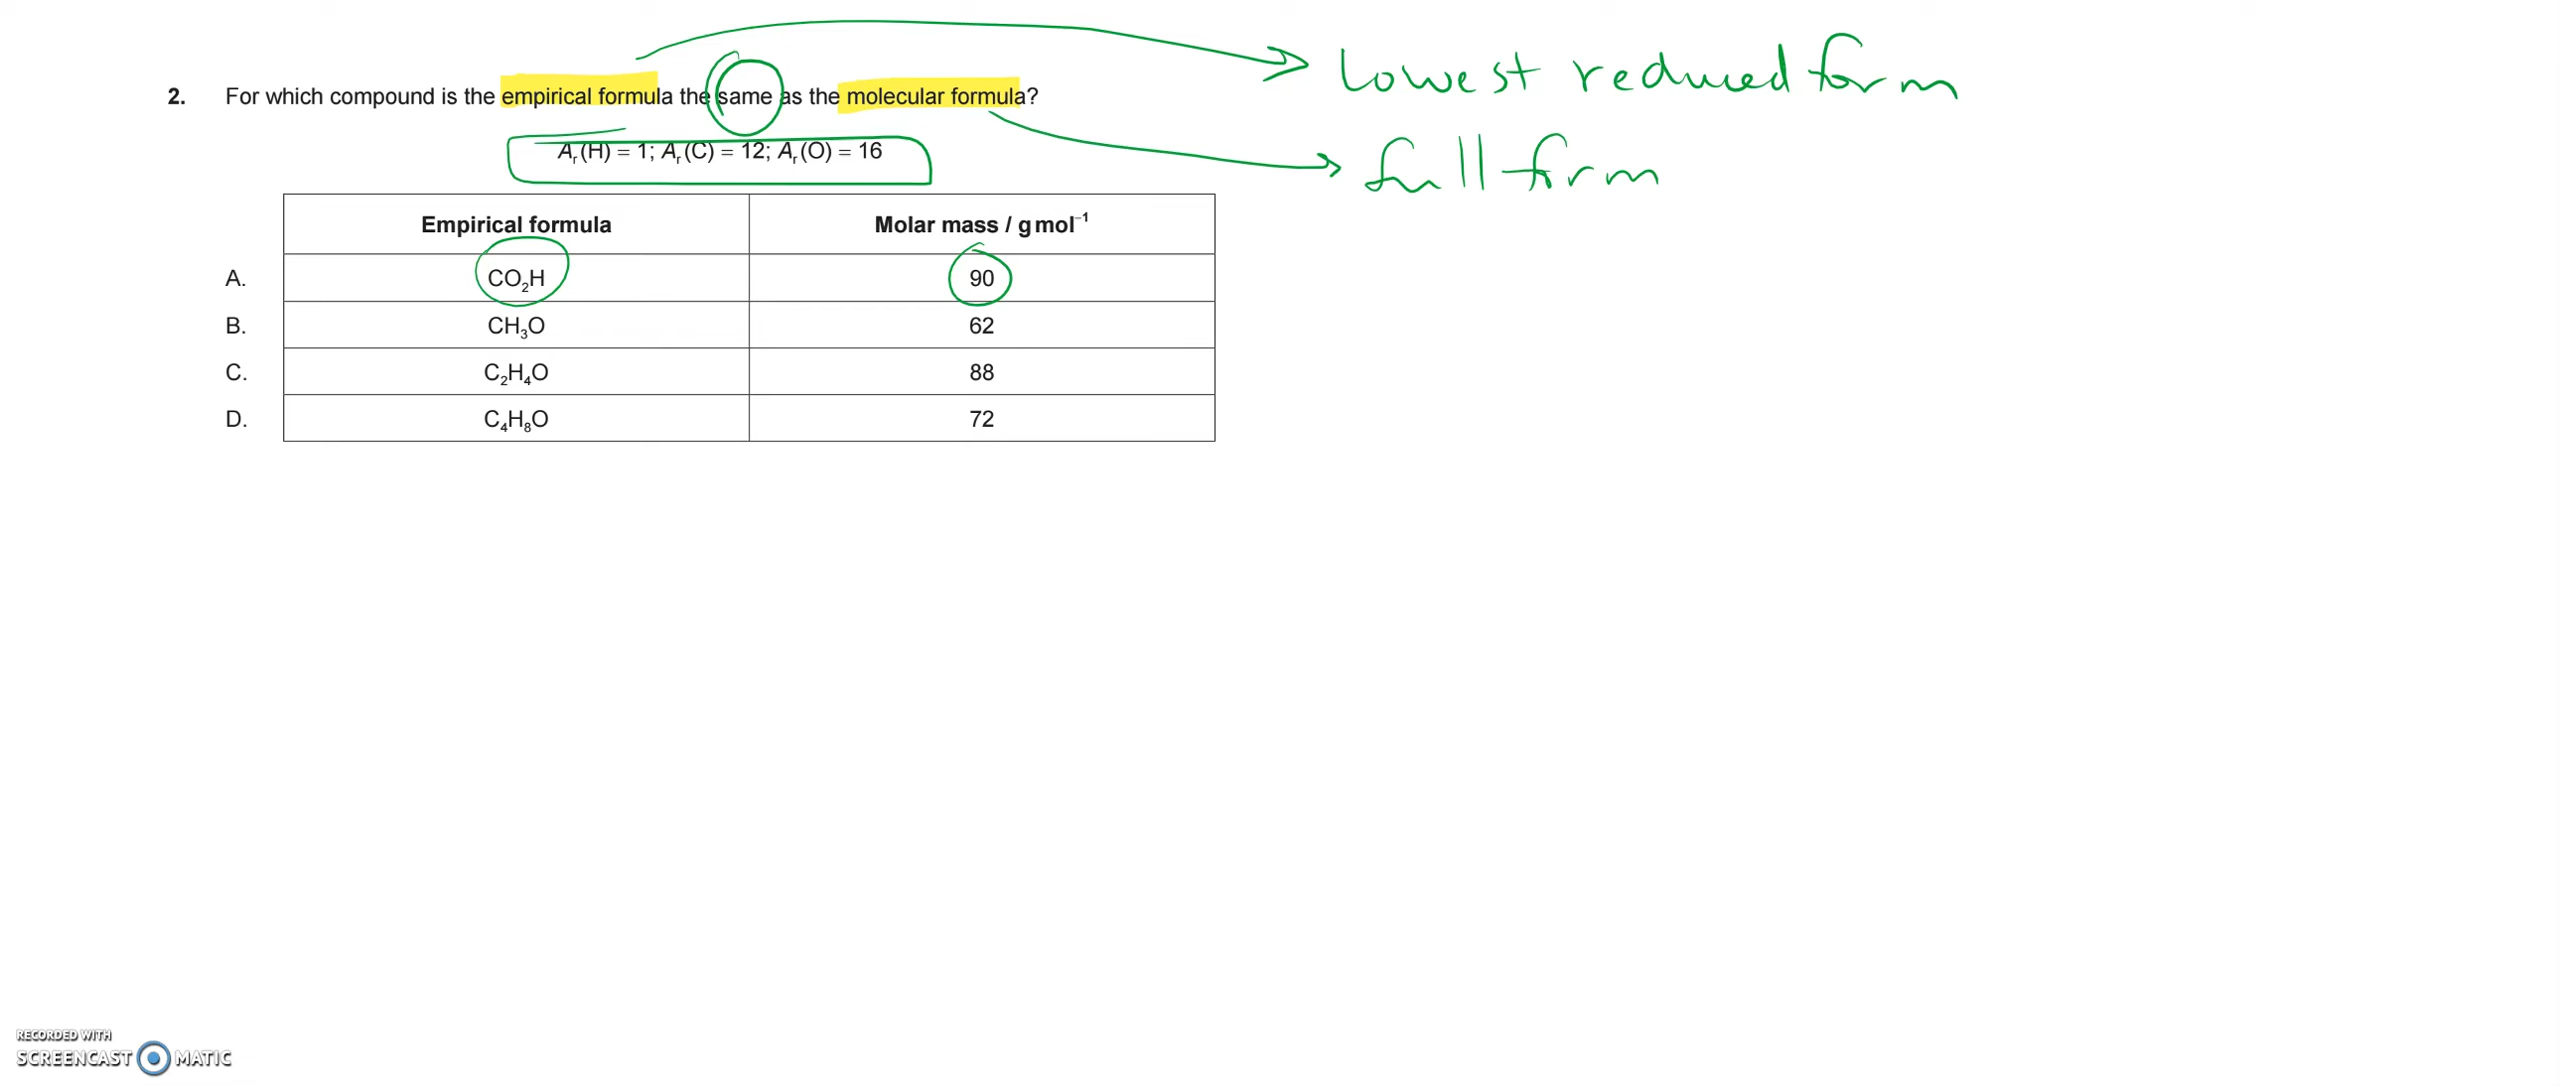 lowest reduced form
2. For which compound is the empirical formula the same as the molecular formula?
Ar(H) = 1; Ar(C) = 12; Ar(O) = 16
full form
Empirical formula Molar mass / g mol⁻¹
A. CO₂H 90
B. CH₃O 62
C. C₂H₄O 88
D. C₄H₈O 72
RECORDED WITH
SCREENCAST MATIC